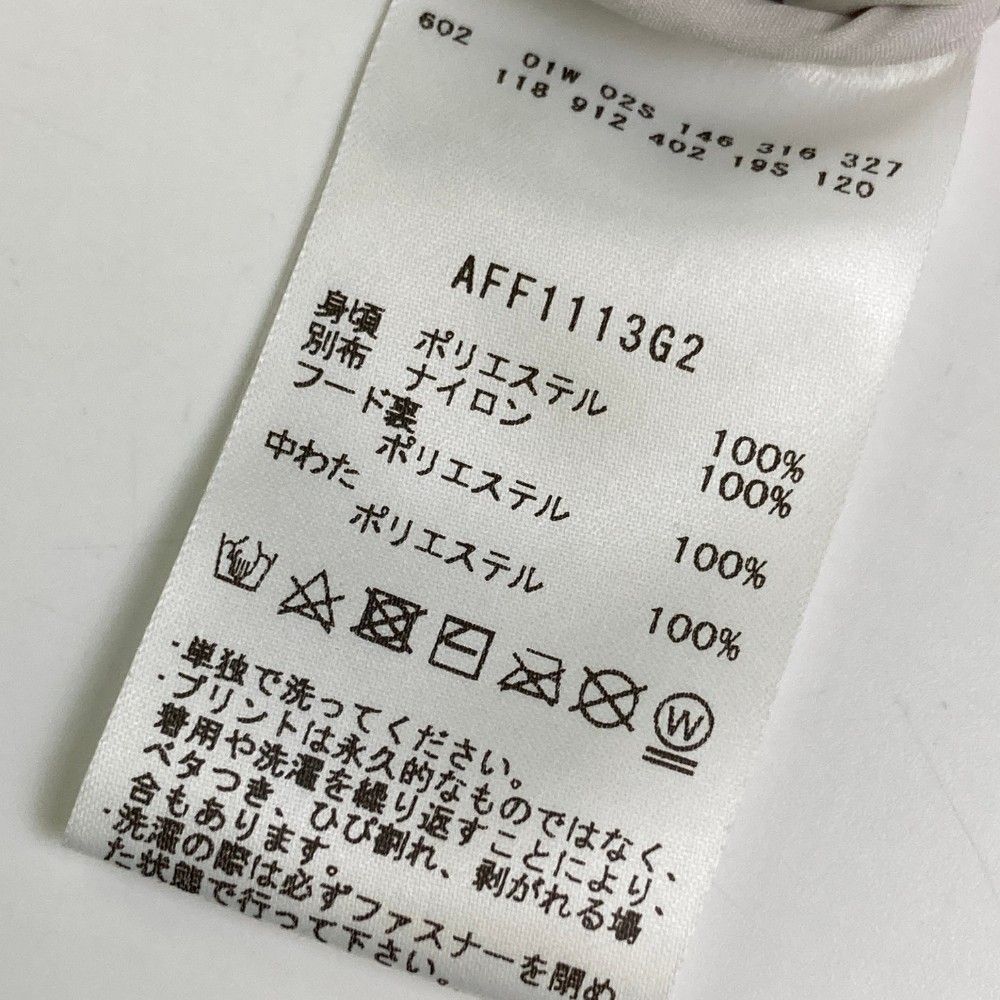 602 01W 02S 146 316 327
118 912 402 19S 120
AFF1113G2
身頃 ポリエステル 100%
別布 ナイロン 100%
フード裏
ポリエステル 100%
中わた
ポリエステル 100%
W
・単独で洗ってください。
・プリントは永久的なものではなく、
着用や洗濯を繰り返すことにより、
ベタつき、ひび割れ、剥がれる場
合もあります。
・洗濯の際は必ずファスナーを閉め
た状態で行って下さい。